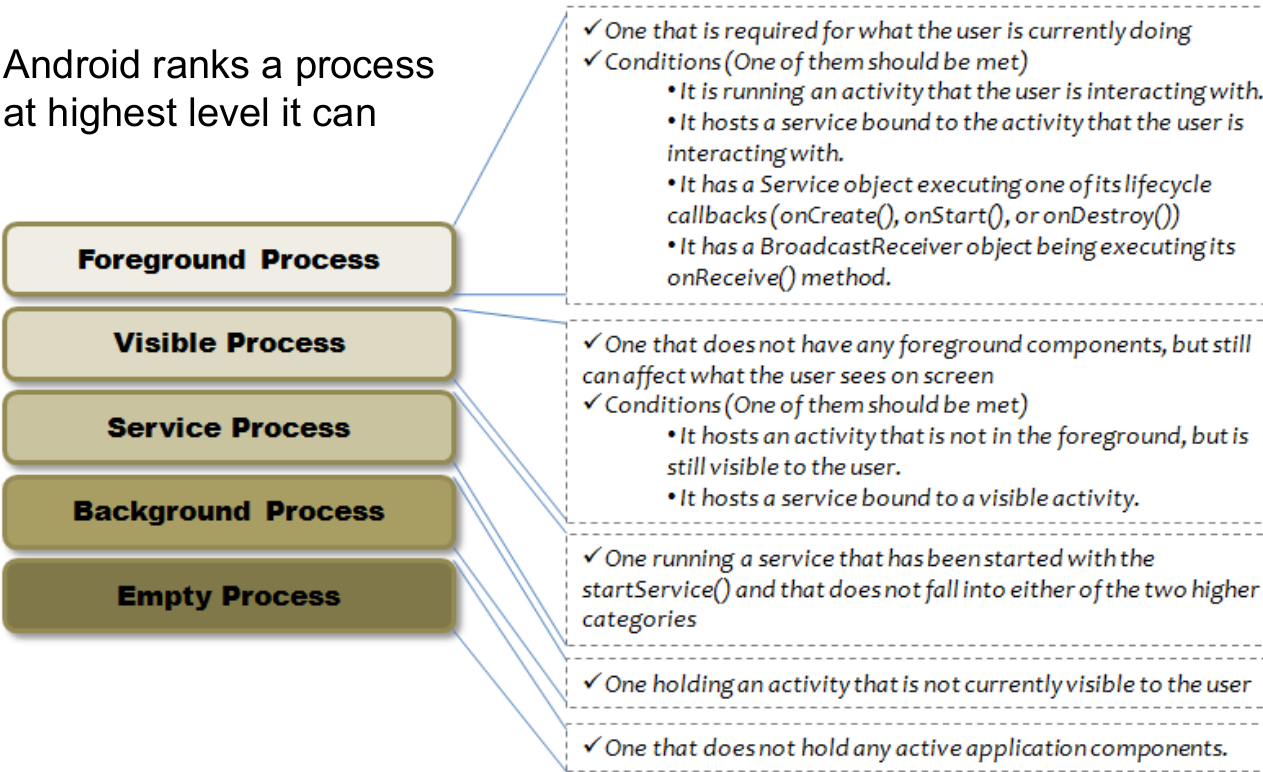 Android ranks a process
at highest level it can
Foreground Process
Visible Process
Service Process
Background Process
Empty Process
✓ One that is required for what the user is currently doing
✓ Conditions (One of them should be met)
• It is running an activity that the user is interacting with.
• It hosts a service bound to the activity that the user is
interacting with.
• It has a Service object executing one of its lifecycle
callbacks (onCreate(), onStart(), or onDestroy())
• It has a BroadcastReceiver object being executing its
onReceive() method.
✓ One that does not have any foreground components, but still
can affect what the user sees on screen
✓ Conditions (One of them should be met)
• It hosts an activity that is not in the foreground, but is
still visible to the user.
• It hosts a service bound to a visible activity.
✓ One running a service that has been started with the
startService() and that does not fall into either of the two higher
categories
✓ One holding an activity that is not currently visible to the user
✓ One that does not hold any active application components.